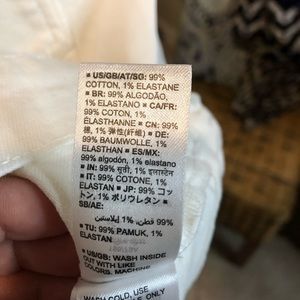 ▪ US/GB/AT/SG: 99%
COTTON, 1% ELASTANE
▪ BR: 99% ALGODÃO,
1% ELASTANO ▪ CA/FR:
99% COTON, 1%
ÉLASTHANNE ▪ CN: 99%
棉, 1% 弹性(纤维) ▪ DE:
99% BAUMWOLLE, 1%
ELASTHAN ▪ ES/MX:
99% algodón, 1% elastano
▪ IN: 99% सूती, 1% इलास्टेन
▪ IT: 99% COTONE, 1%
ELASTAN ▪ JP: 99% コッ
トン, 1% ポリウレタン ▪
SB/AE:
99% قطن، 1% إيلاستين
▪ TU: 99% PAMUK, 1%
ELASTAN
▪ US/GB: WASH INSIDE
OUT WITH LIKE
COLORS. MACHINE
WASH COLD, USE
ONLY